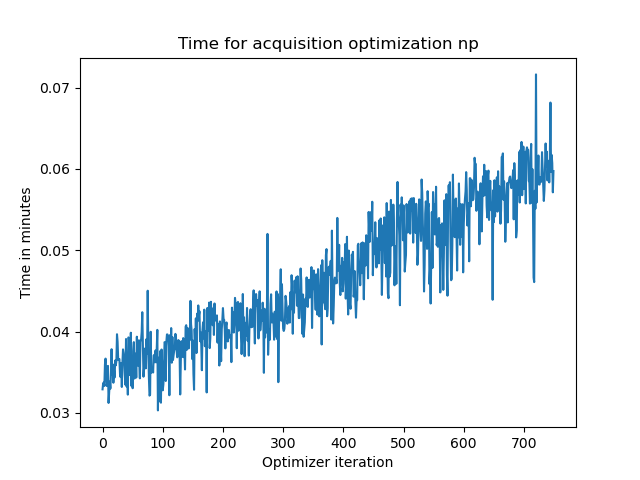 Time for acquisition optimization np
0.07
0.06
0.05
0.04
0.03
Time in minutes
0 100 200 300 400 500 600 700
Optimizer iteration